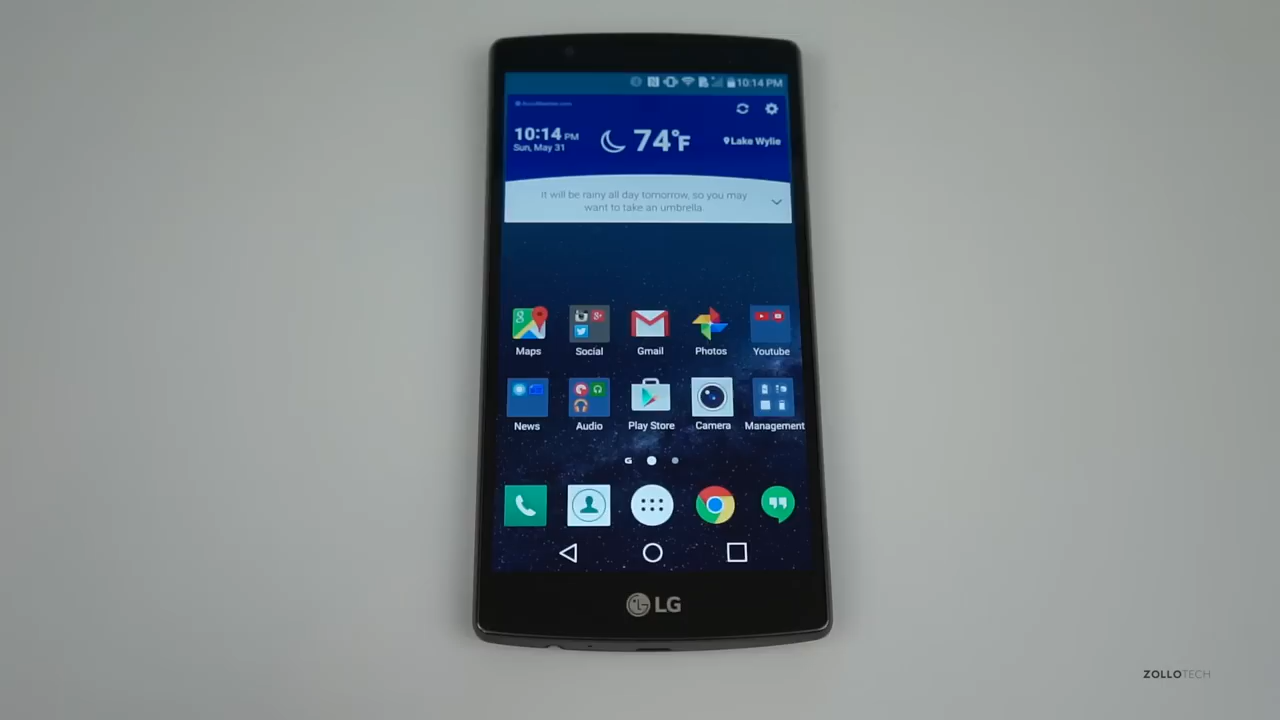 10:14 PM
AccuWeather.com
10:14 PM
Sun, May 31
74°F
Lake Wylie
It will be rainy all day tomorrow, so you may
want to take an umbrella.
Maps
Social
Gmail
Photos
Youtube
News
Audio
Play Store
Camera
Management
LG
ZOLLOTECH